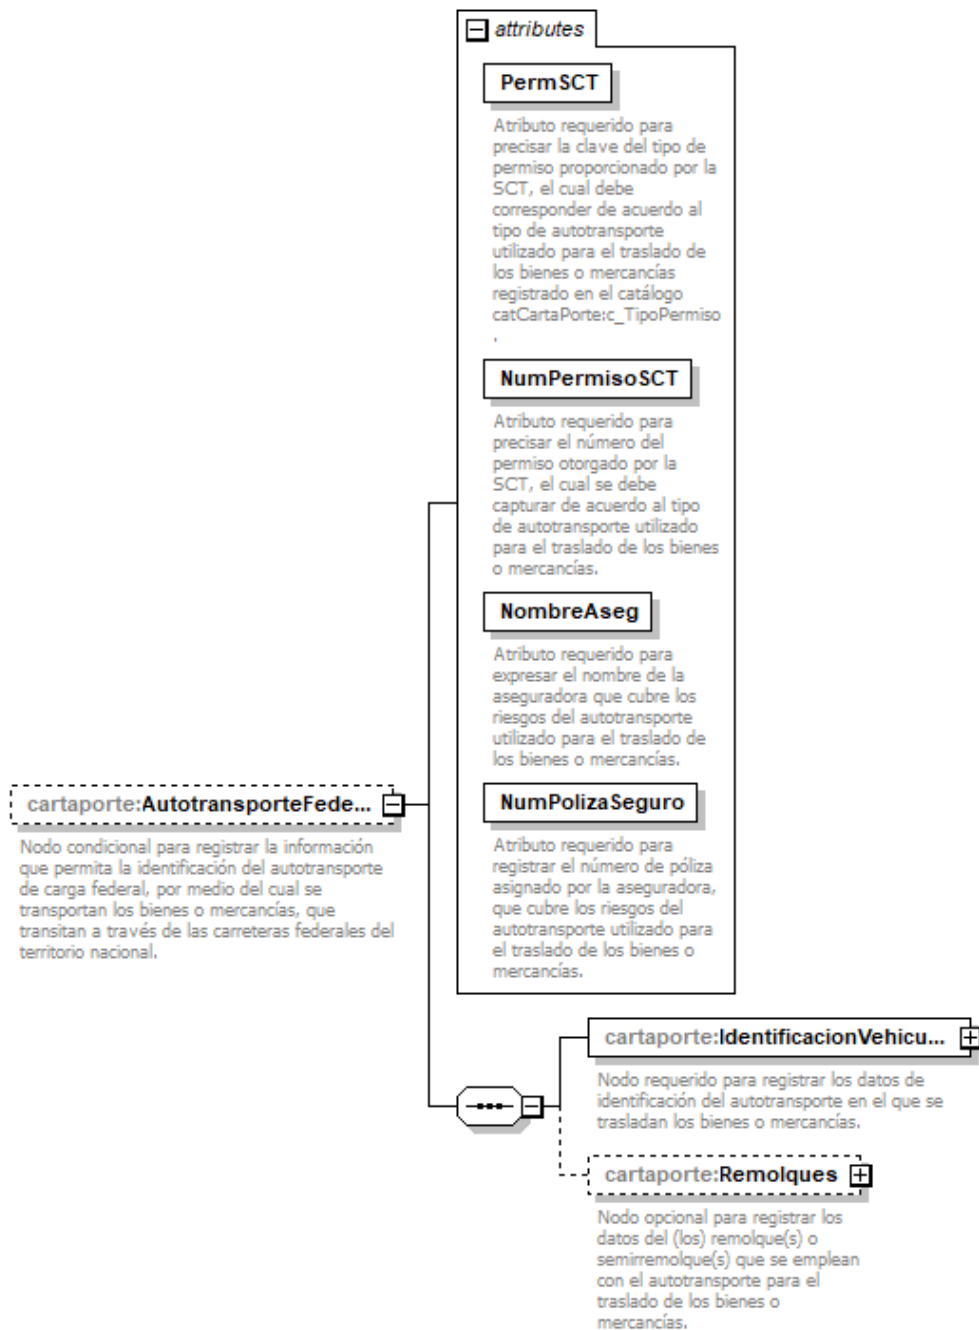 attributes
PermSCT
Atributo requerido para
precisar la clave del tipo de
permiso proporcionado por la
SCT, el cual debe
corresponder de acuerdo al
tipo de autotransporte
utilizado para el traslado de
los bienes o mercancías
registrado en el catálogo
catCartaPorte:c_TipoPermiso
.
NumPermisoSCT
Atributo requerido para
precisar el número del
permiso otorgado por la
SCT, el cual se debe
capturar de acuerdo al tipo
de autotransporte utilizado
para el traslado de los bienes
o mercancías.
NombreAseg
Atributo requerido para
expresar el nombre de la
aseguradora que cubre los
riesgos del autotransporte
utilizado para el traslado de
los bienes o mercancías.
NumPolizaSeguro
Atributo requerido para
registrar el número de póliza
asignado por la aseguradora,
que cubre los riesgos del
autotransporte utilizado para
el traslado de los bienes o
mercancías.
cartaporte:AutotransporteFede...
Nodo condicional para registrar la información
que permita la identificación del autotransporte
de carga federal, por medio del cual se
transportan los bienes o mercancías, que
transitan a través de las carreteras federales del
territorio nacional.
cartaporte:IdentificacionVehicu...
Nodo requerido para registrar los datos de
identificación del autotransporte en el que se
trasladan los bienes o mercancías.
cartaporte:Remolques
Nodo opcional para registrar los
datos del (los) remolque(s) o
semirremolque(s) que se emplean
con el autotransporte para el
traslado de los bienes o
mercancías.